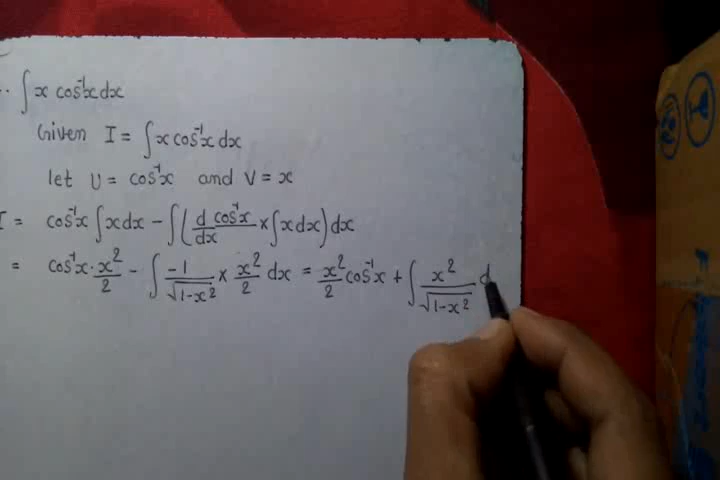 .. ∫ x cos⁻¹x dx
Given I = ∫ x cos⁻¹x dx
let U = cos⁻¹x and V = x
I = cos⁻¹x ∫ x dx − ∫ ( d/dx cos⁻¹x × ∫ x dx ) dx
= cos⁻¹x · x²/2 − ∫ −1/√(1−x²) × x²/2 dx = x²/2 cos⁻¹x + ∫ x²/√(1−x²) d